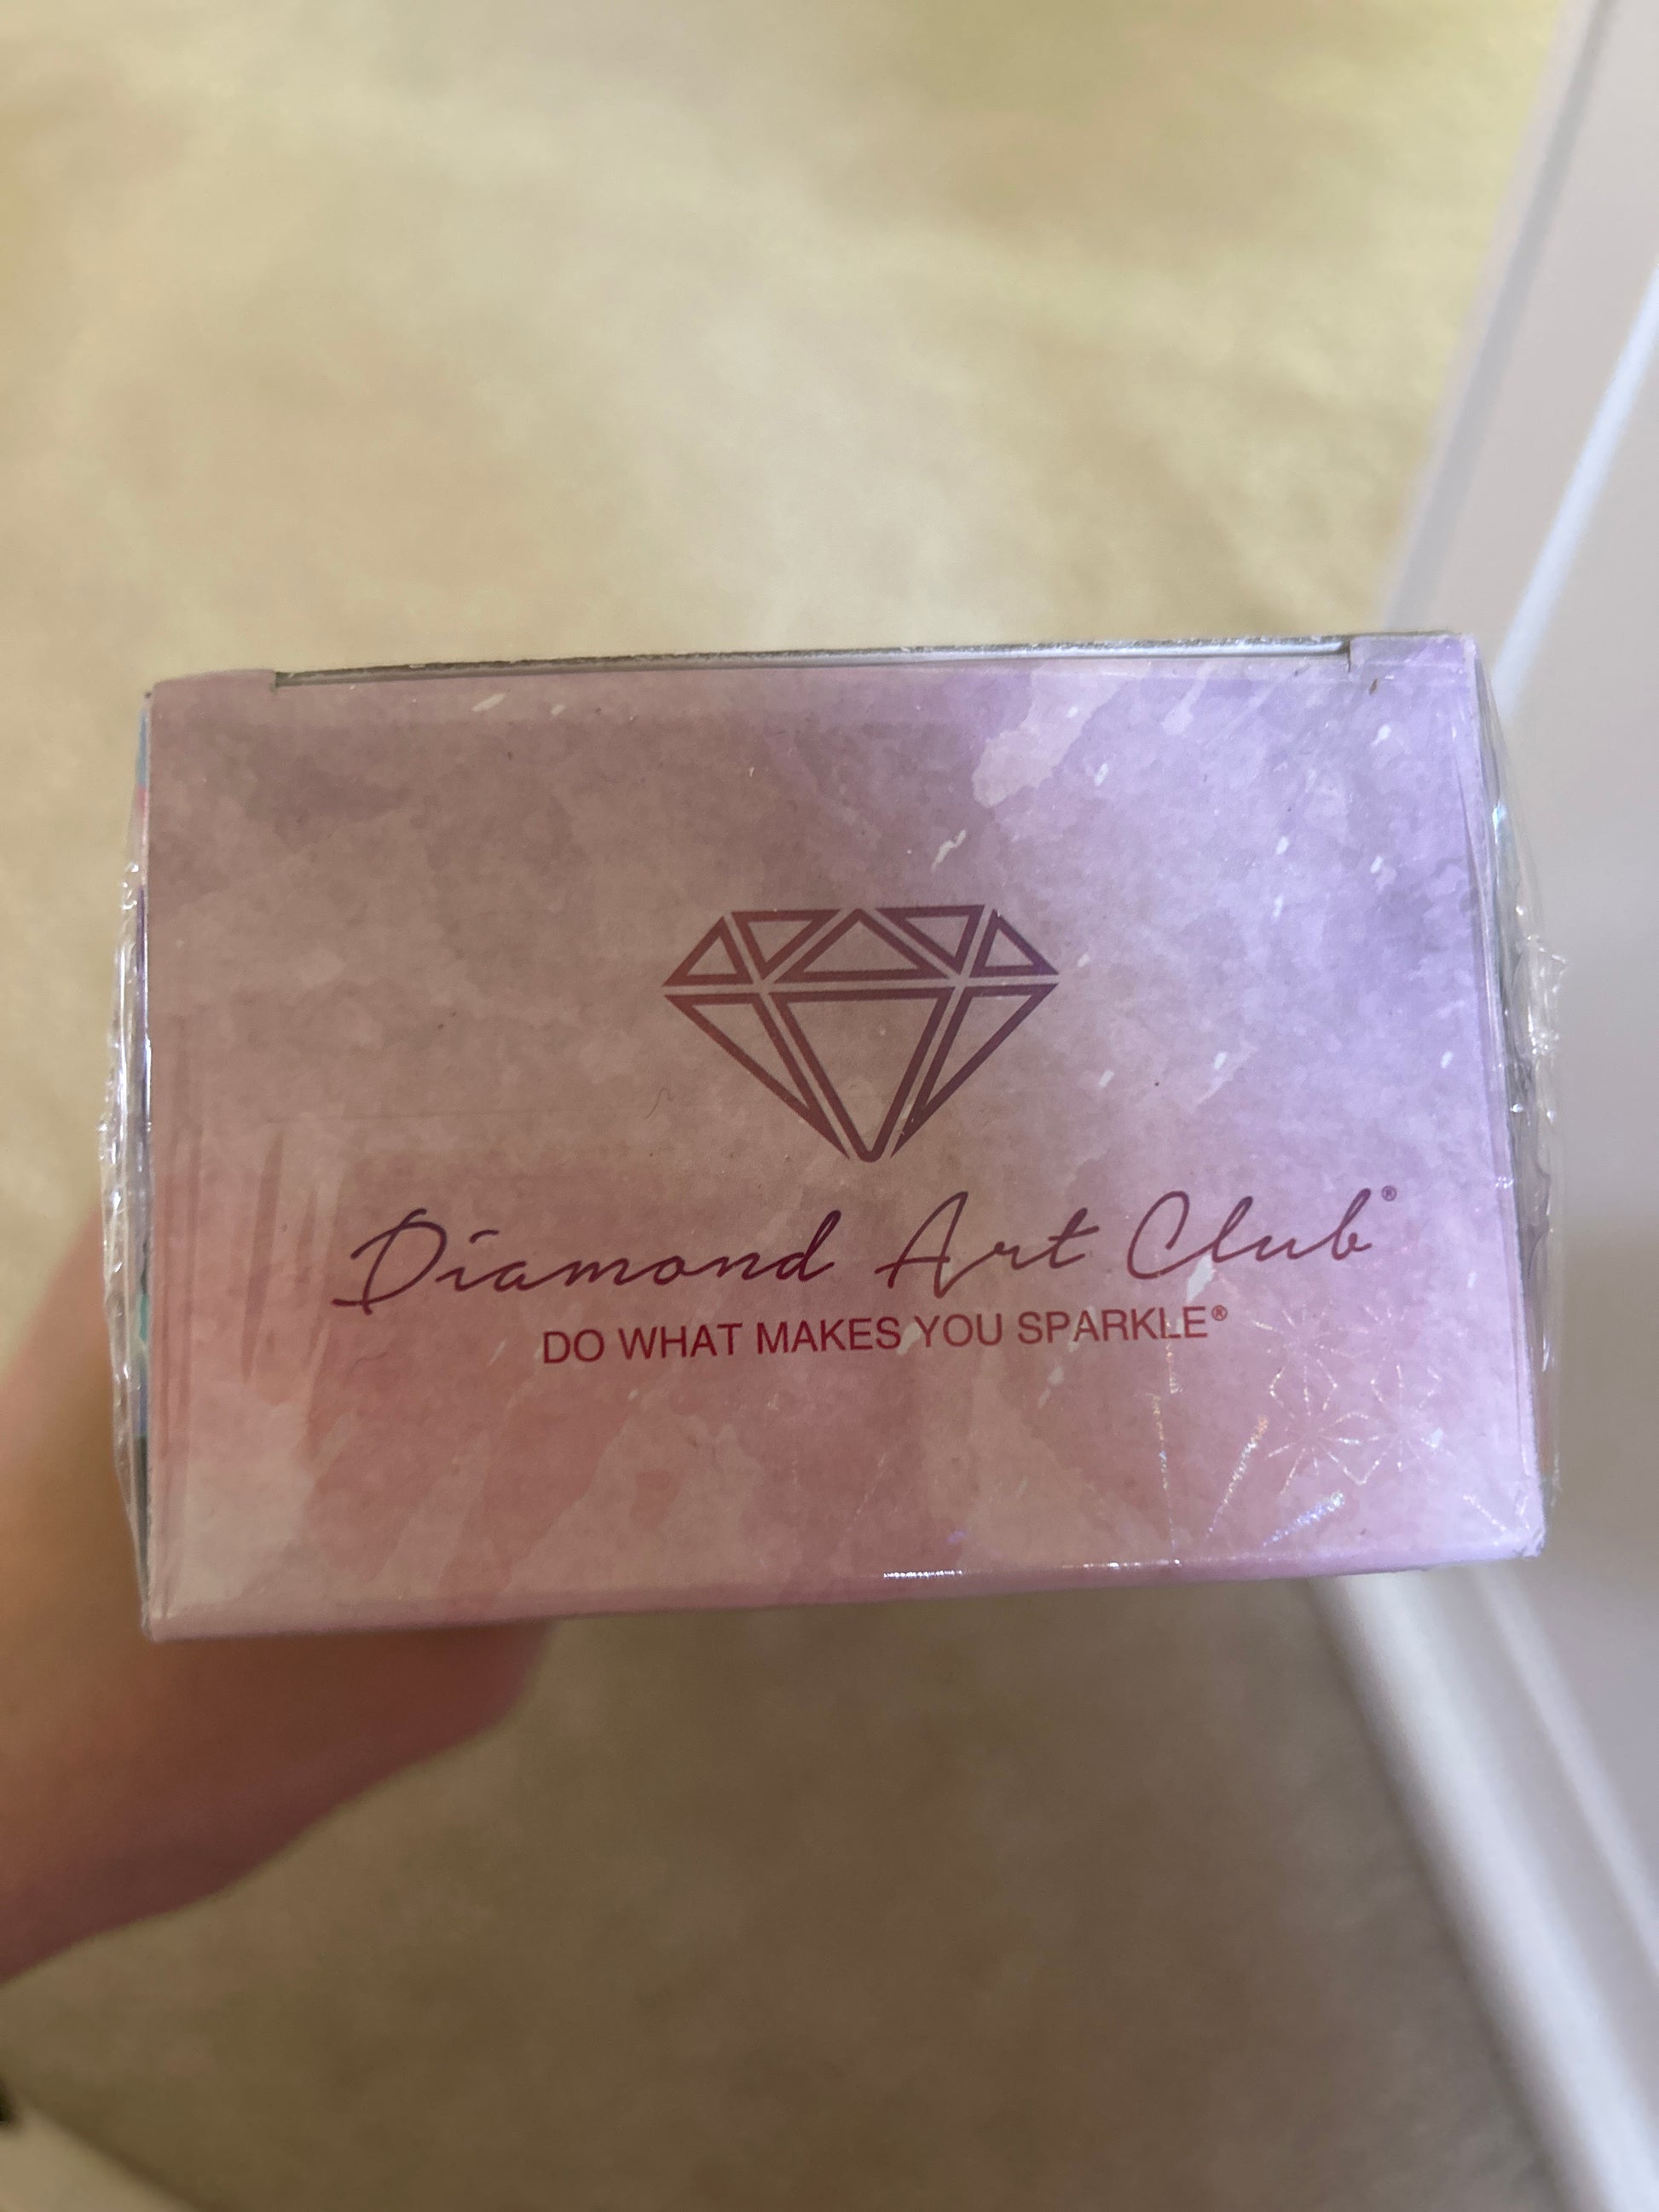 Diamond Art Club®
DO WHAT MAKES YOU SPARKLE®